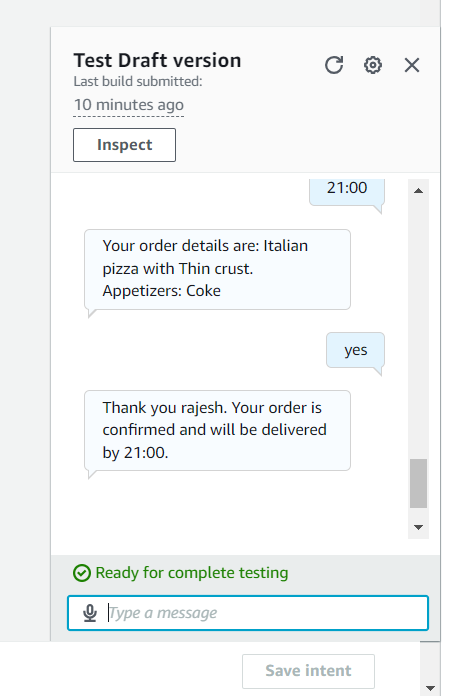 Test Draft version
Last build submitted:
10 minutes ago
Inspect
21:00
Your order details are: Italian
pizza with Thin crust.
Appetizers: Coke
yes
Thank you rajesh. Your order is
confirmed and will be delivered
by 21:00.
Ready for complete testing
Type a message
Save intent